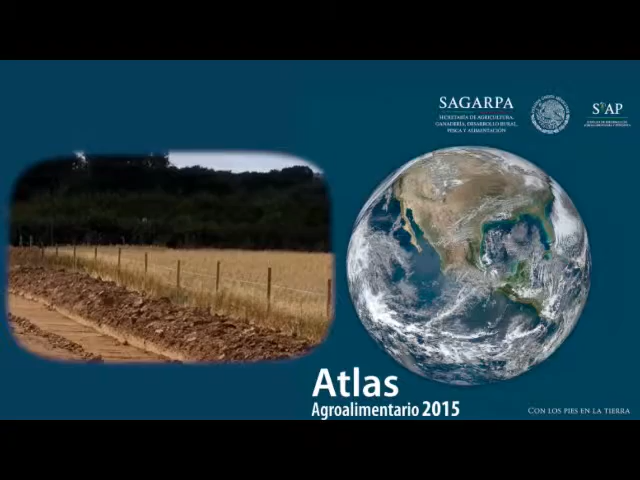 SAGARPA
SECRETARÍA DE AGRICULTURA,
GANADERÍA, DESARROLLO RURAL,
PESCA Y ALIMENTACIÓN
SIAP
Atlas
Agroalimentario 2015
CON LOS PIES EN LA TIERRA